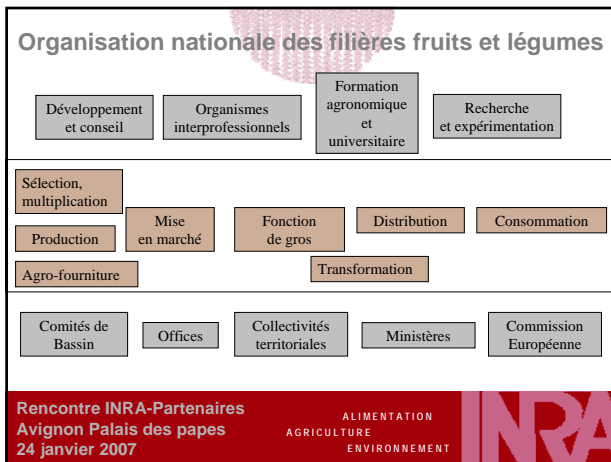 Organisation nationale des filières fruits et légumes
Développement
et conseil
Organismes
interprofessionnels
Formation
agronomique
et
universitaire
Recherche
et expérimentation
Sélection,
multiplication
Production
Agro-fourniture
Mise
en marché
Fonction
de gros
Distribution
Consommation
Transformation
Comités de
Bassin
Offices
Collectivités
territoriales
Ministères
Commission
Européenne
Rencontre INRA-Partenaires
Avignon Palais des papes
24 janvier 2007
ALIMENTATION
AGRICULTURE
ENVIRONNEMENT
INRA